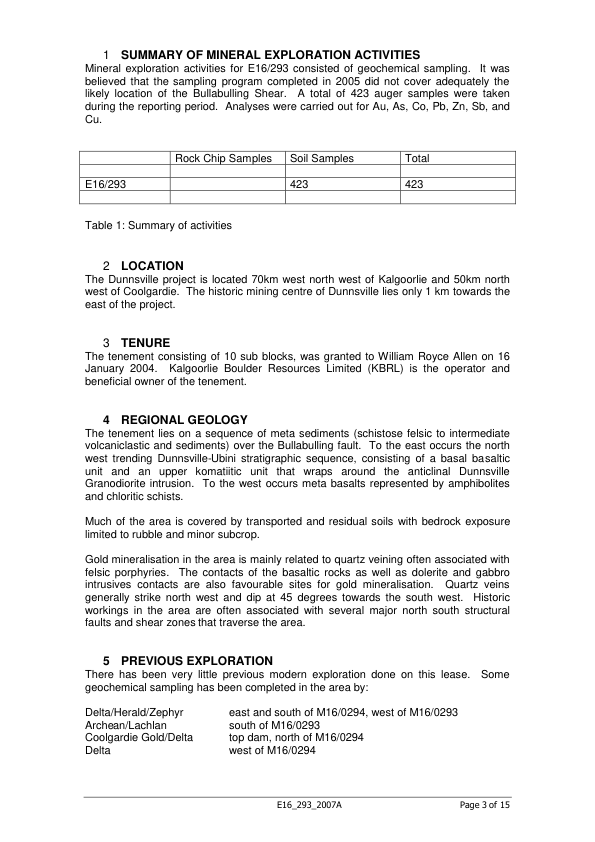 1 SUMMARY OF MINERAL EXPLORATION ACTIVITIES
Mineral exploration activities for E16/293 consisted of geochemical sampling. It was
believed that the sampling program completed in 2005 did not cover adequately the
likely location of the Bullabulling Shear. A total of 423 auger samples were taken
during the reporting period. Analyses were carried out for Au, As, Co, Pb, Zn, Sb, and
Cu.
Rock Chip Samples Soil Samples Total
E16/293 423 423
Table 1: Summary of activities
2 LOCATION
The Dunnsville project is located 70km west north west of Kalgoorlie and 50km north
west of Coolgardie. The historic mining centre of Dunnsville lies only 1 km towards the
east of the project.
3 TENURE
The tenement consisting of 10 sub blocks, was granted to William Royce Allen on 16
January 2004. Kalgoorlie Boulder Resources Limited (KBRL) is the operator and
beneficial owner of the tenement.
4 REGIONAL GEOLOGY
The tenement lies on a sequence of meta sediments (schistose felsic to intermediate
volcaniclastic and sediments) over the Bullabulling fault. To the east occurs the north
west trending Dunnsville-Ubini stratigraphic sequence, consisting of a basal basaltic
unit and an upper komatiitic unit that wraps around the anticlinal Dunnsville
Granodiorite intrusion. To the west occurs meta basalts represented by amphibolites
and chloritic schists.
Much of the area is covered by transported and residual soils with bedrock exposure
limited to rubble and minor subcrop.
Gold mineralisation in the area is mainly related to quartz veining often associated with
felsic porphyries. The contacts of the basaltic rocks as well as dolerite and gabbro
intrusives contacts are also favourable sites for gold mineralisation. Quartz veins
generally strike north west and dip at 45 degrees towards the south west. Historic
workings in the area are often associated with several major north south structural
faults and shear zones that traverse the area.
5 PREVIOUS EXPLORATION
There has been very little previous modern exploration done on this lease. Some
geochemical sampling has been completed in the area by:
Delta/Herald/Zephyr east and south of M16/0294, west of M16/0293
Archean/Lachlan south of M16/0293
Coolgardie Gold/Delta top dam, north of M16/0294
Delta west of M16/0294
E16_293_2007A Page 3 of 15